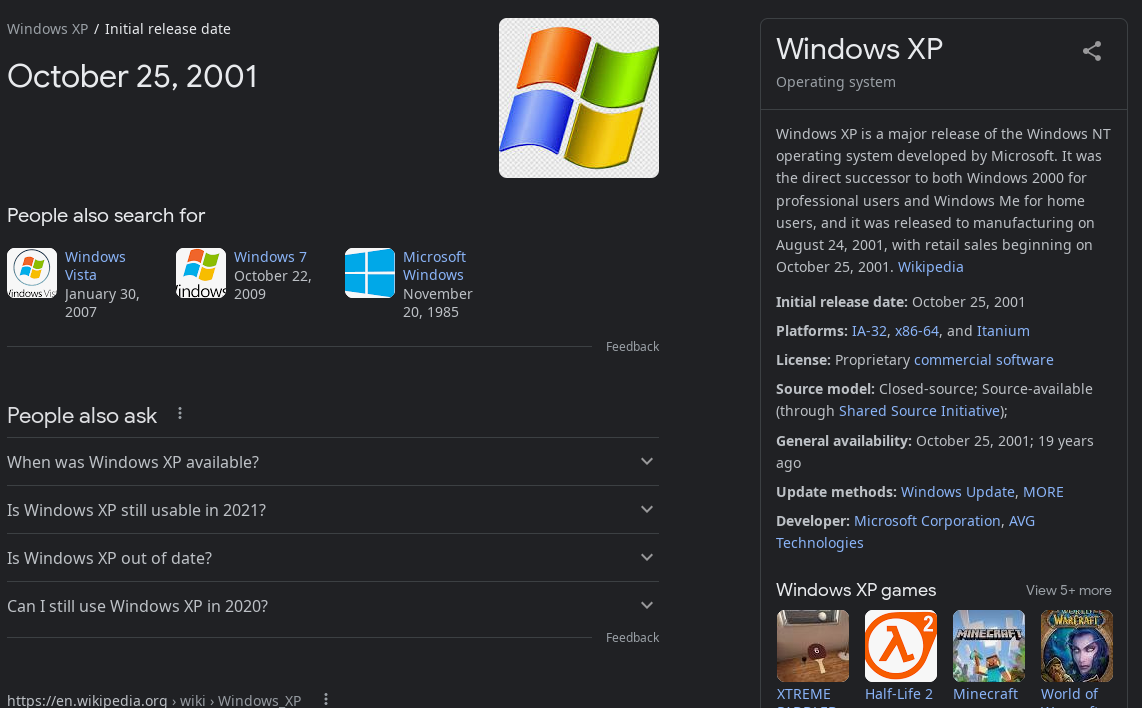 Windows XP / Initial release date
October 25, 2001
People also search for
Windows
Vista
January 30,
2007
Windows 7
October 22,
2009
Microsoft
Windows
November
20, 1985
Feedback
People also ask
When was Windows XP available?
Is Windows XP still usable in 2021?
Is Windows XP out of date?
Can I still use Windows XP in 2020?
Feedback
https://en.wikipedia.org › wiki › Windows_XP
Windows XP
Operating system
Windows XP is a major release of the Windows NT
operating system developed by Microsoft. It was
the direct successor to both Windows 2000 for
professional users and Windows Me for home
users, and it was released to manufacturing on
August 24, 2001, with retail sales beginning on
October 25, 2001. Wikipedia
Initial release date: October 25, 2001
Platforms: IA-32, x86-64, and Itanium
License: Proprietary commercial software
Source model: Closed-source; Source-available
(through Shared Source Initiative);
General availability: October 25, 2001; 19 years
ago
Update methods: Windows Update, MORE
Developer: Microsoft Corporation, AVG
Technologies
Windows XP games
View 5+ more
6
2
MINECRAFT
WORLD OF
WARCRAFT
XTREME
Half-Life 2
Minecraft
World of